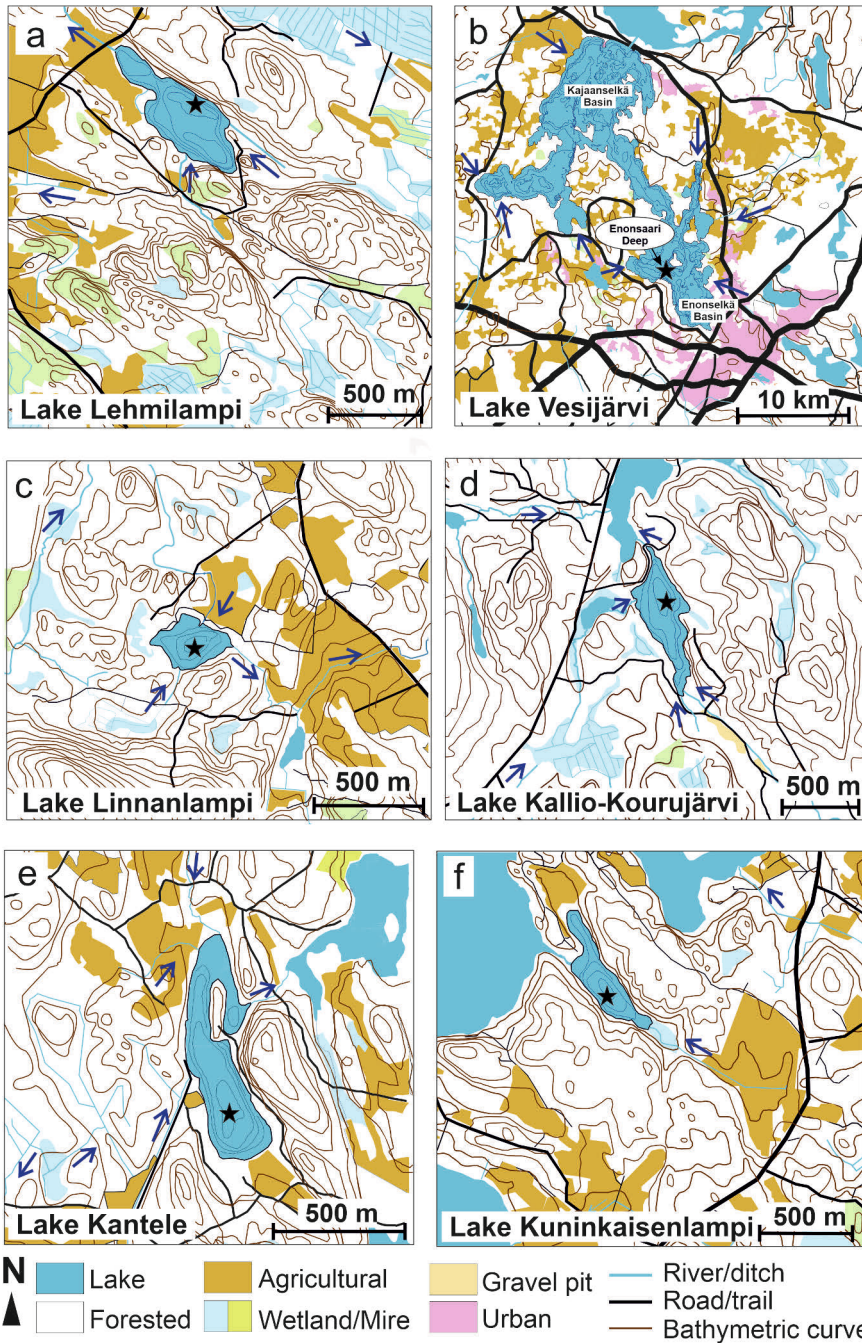 a
500 m
Lake Lehmilampi
b
Kajaanselkä
Basin
Enonsaari
Deep
Enonselkä
Basin
10 km
Lake Vesijärvi
c
500 m
Lake Linnanlampi
d
500 m
Lake Kallio-Kourujärvi
e
500 m
Lake Kantele
f
500 m
Lake Kuninkaisenlampi
N
Lake
Agricultural
Gravel pit
River/ditch
Forested
Wetland/Mire
Urban
Road/trail
Bathymetric curve